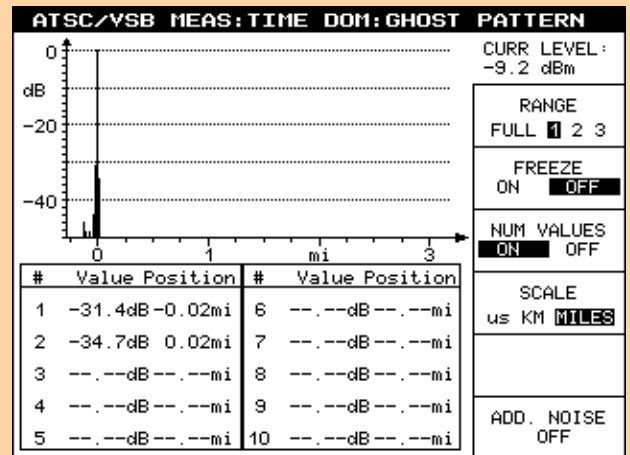 ATSC/VSB MEAS:TIME DOM:GHOST PATTERN
CURR LEVEL:
-9.2 dBm
0
dB
-20
-40
0 1 mi 3
RANGE
FULL 1 2 3
FREEZE
ON OFF
NUM VALUES
ON OFF
SCALE
us KM MILES
ADD. NOISE
OFF
# Value Position # Value Position
1 -31.4dB -0.02mi 6 --.--dB --.--mi
2 -34.7dB 0.02mi 7 --.--dB --.--mi
3 --.--dB --.--mi 8 --.--dB --.--mi
4 --.--dB --.--mi 9 --.--dB --.--mi
5 --.--dB --.--mi 10 --.--dB --.--mi